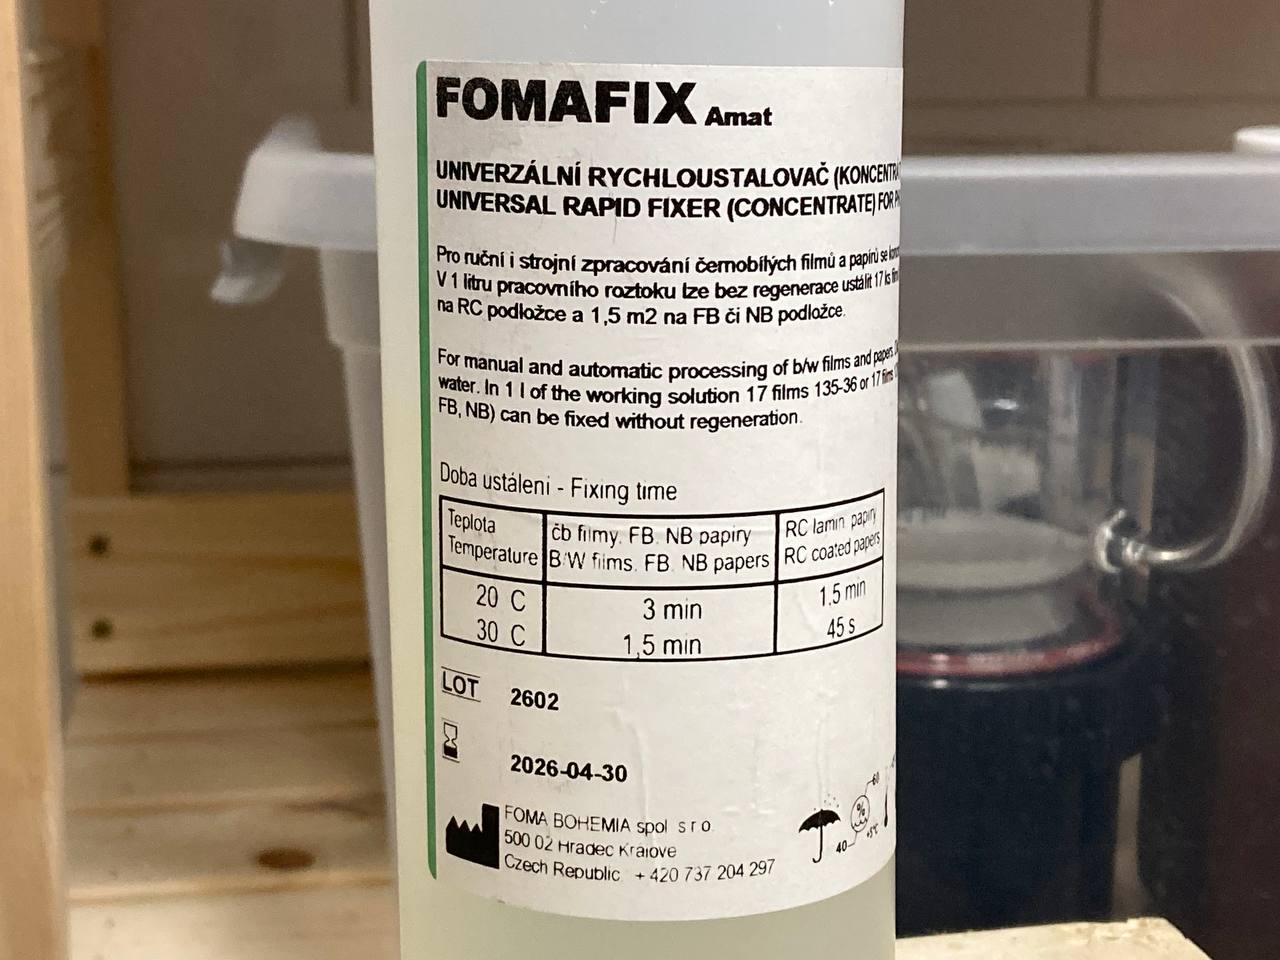 FOMAFIX Amat
UNIVERZÁLNÍ RYCHLOUSTALOVAČ
UNIVERSAL RAPID FIXER (CONCENTRATE) FOR
Pro ruční i strojní zpracování černobílých filmů a papírů se
V 1 litru pracovního roztoku lze bez regenerace ustálit 17 ks
na RC podložce a 1,5 m2 na FB či NB podložce.
For manual and automatic processing of b/w films and papers.
water. In 1 l of the working solution 17 films 135-36 or 17 films
FB, NB) can be fixed without regeneration.
Doba ustálení - Fixing time
Teplota
Temperature
čb filmy, FB, NB papíry
B/W films, FB, NB papers
RC lamin. papíry
RC coated papers
20 C
3 min
1,5 min
30 C
1,5 min
45 s
LOT 2602
2026-04-30
FOMA BOHEMIA spol s r o
500 02 Hradec Králové
Czech Republic +420 737 204 297
%
60
40
+5°C